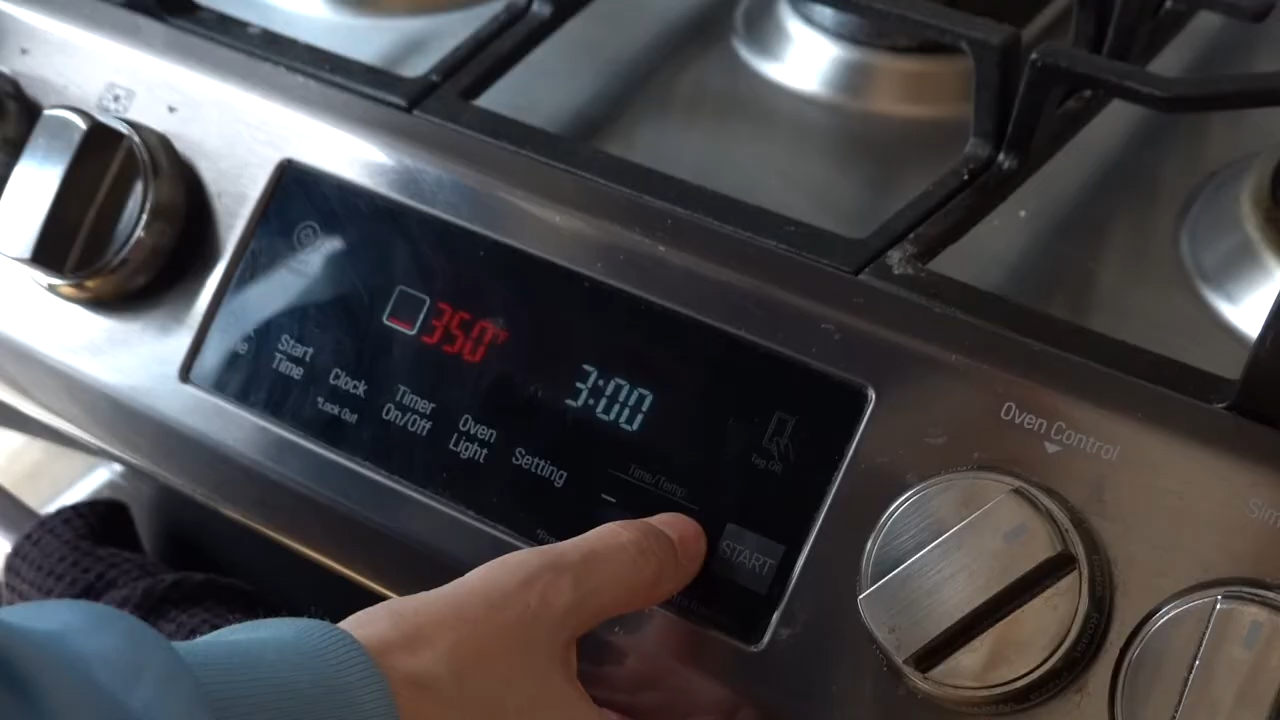 350°F
3:00
Start
Time
Clock
*Lock Out
Timer
On/Off
Oven
Light
Setting
Time/Temp
–
Tag On
START
Oven Control